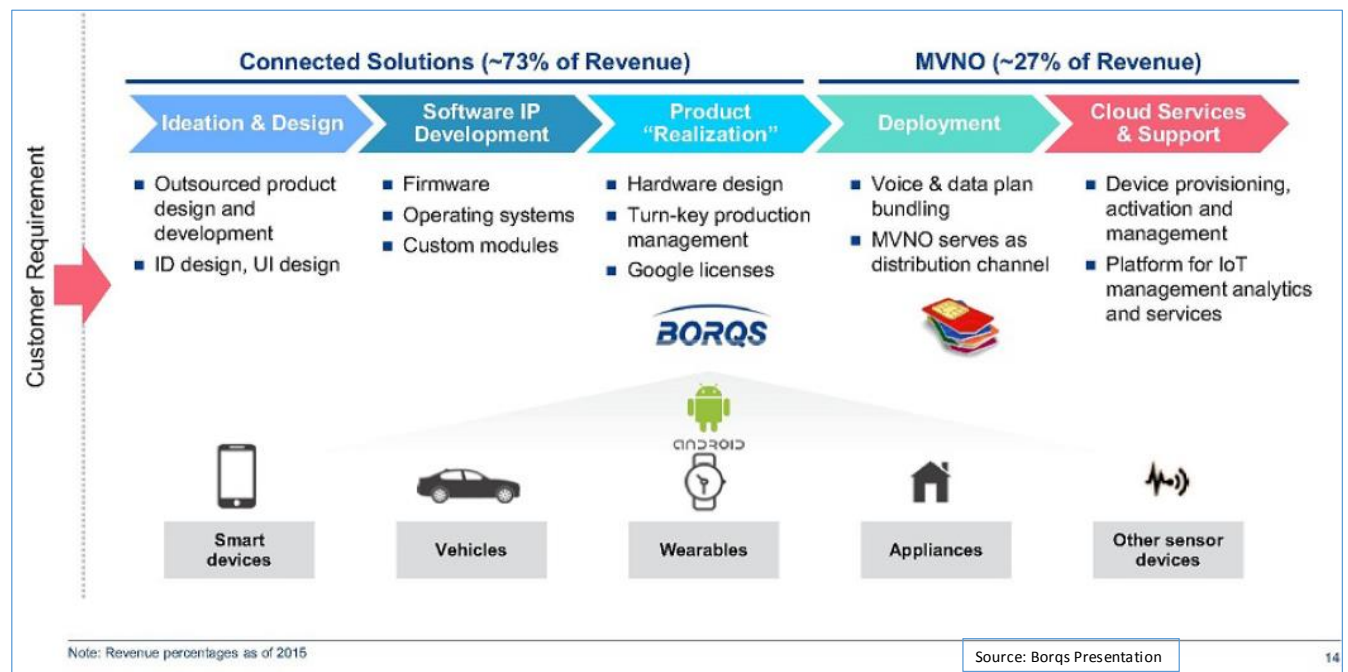 Connected Solutions (~73% of Revenue)
MVNO (~27% of Revenue)
Customer Requirement
Ideation & Design
Software IP
Development
Product
“Realization”
Deployment
Cloud Services
& Support
■ Outsourced product
design and
development
■ ID design, UI design
■ Firmware
■ Operating systems
■ Custom modules
■ Hardware design
■ Turn-key production
management
■ Google licenses
■ Voice & data plan
bundling
■ MVNO serves as
distribution channel
■ Device provisioning,
activation and
management
■ Platform for IoT
management analytics
and services
BORQS
ANDROID
Smart
devices
Vehicles
Wearables
Appliances
Other sensor
devices
Note: Revenue percentages as of 2015
Source: Borqs Presentation
14